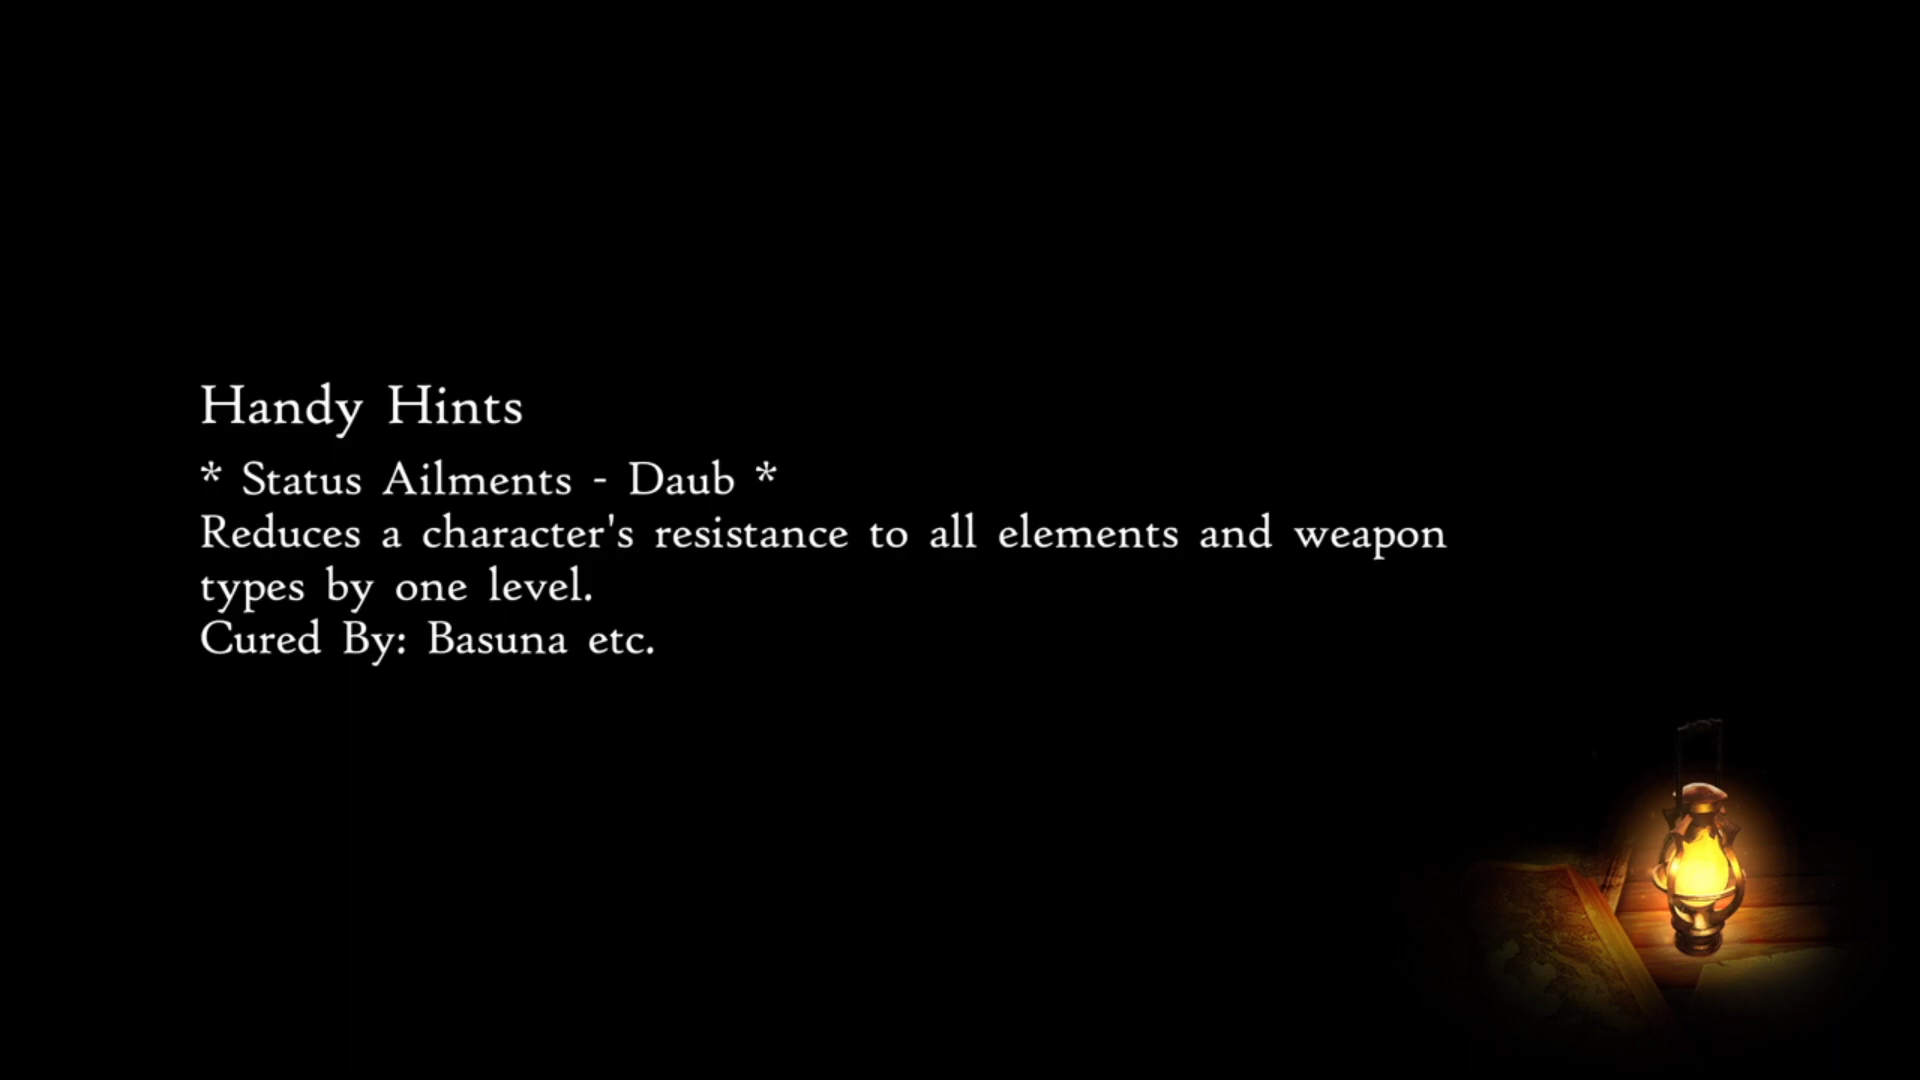 Handy Hints
* Status Ailments - Daub *
Reduces a character's resistance to all elements and weapon
types by one level.
Cured By: Basuna etc.